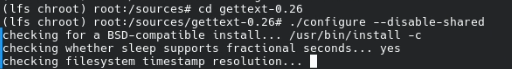 (lfs chroot) root:/sources# cd gettext-0.26
(lfs chroot) root:/sources/gettext-0.26# ./configure --disable-shared
checking for a BSD-compatible install... /usr/bin/install -c
checking whether sleep supports fractional seconds... yes
checking filesystem timestamp resolution...